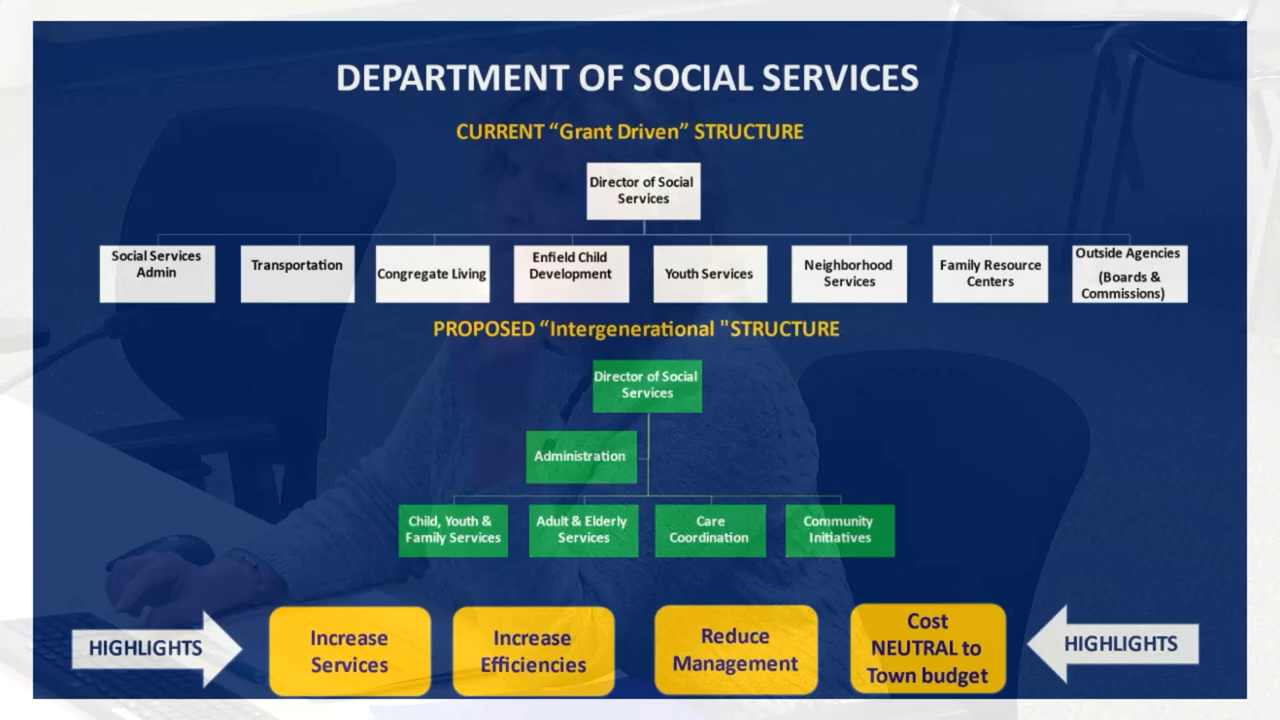 DEPARTMENT OF SOCIAL SERVICES
CURRENT “Grant Driven” STRUCTURE
Director of Social
Services
Social Services
Admin
Transportation
Congregate Living
Enfield Child
Development
Youth Services
Neighborhood
Services
Family Resource
Centers
Outside Agencies
(Boards &
Commissions)
PROPOSED “Intergenerational "STRUCTURE
Director of Social
Services
Administration
Child, Youth &
Family Services
Adult & Elderly
Services
Care
Coordination
Community
Initiatives
HIGHLIGHTS
Increase
Services
Increase
Efficiencies
Reduce
Management
Cost
NEUTRAL to
Town budget
HIGHLIGHTS